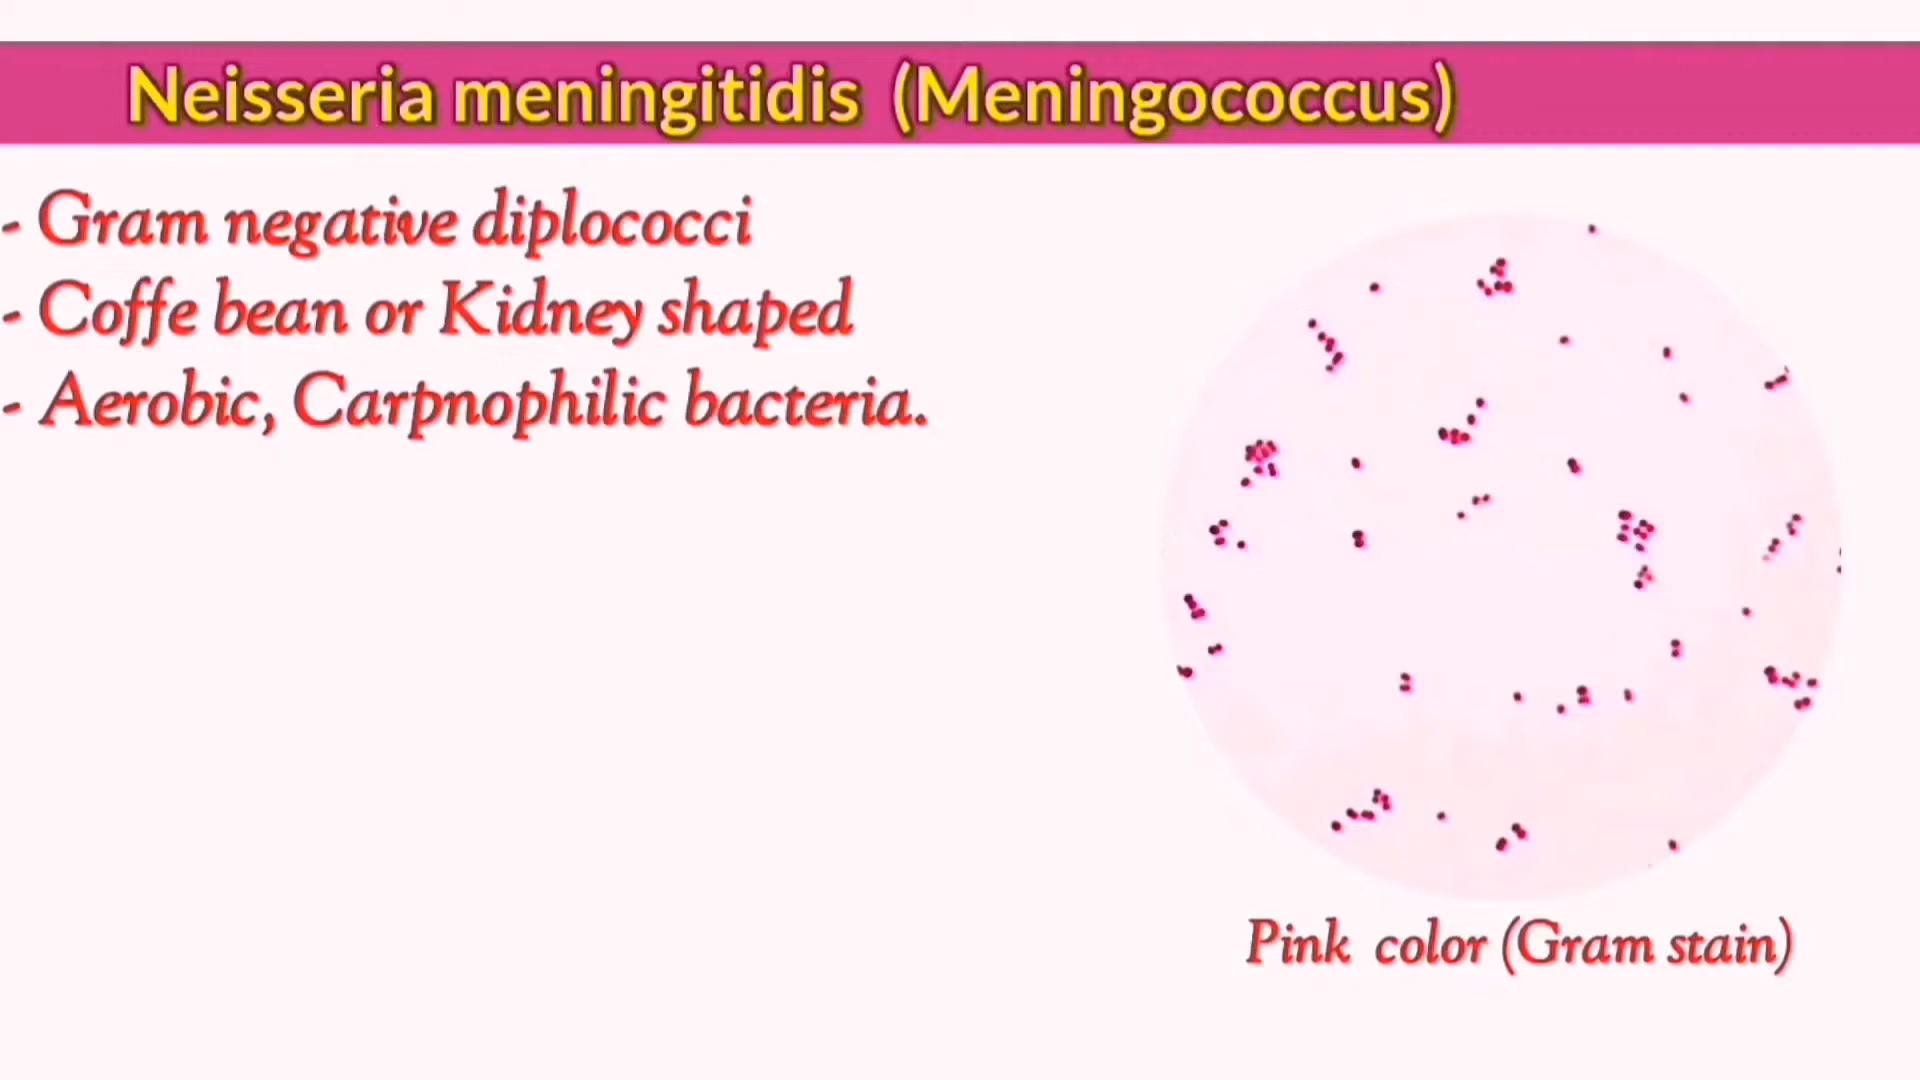 Neisseria meningitidis (Meningococcus)
- Gram negative diplococci
- Coffe bean or Kidney shaped
- Aerobic, Carpnophilic bacteria.
Pink color (Gram stain)